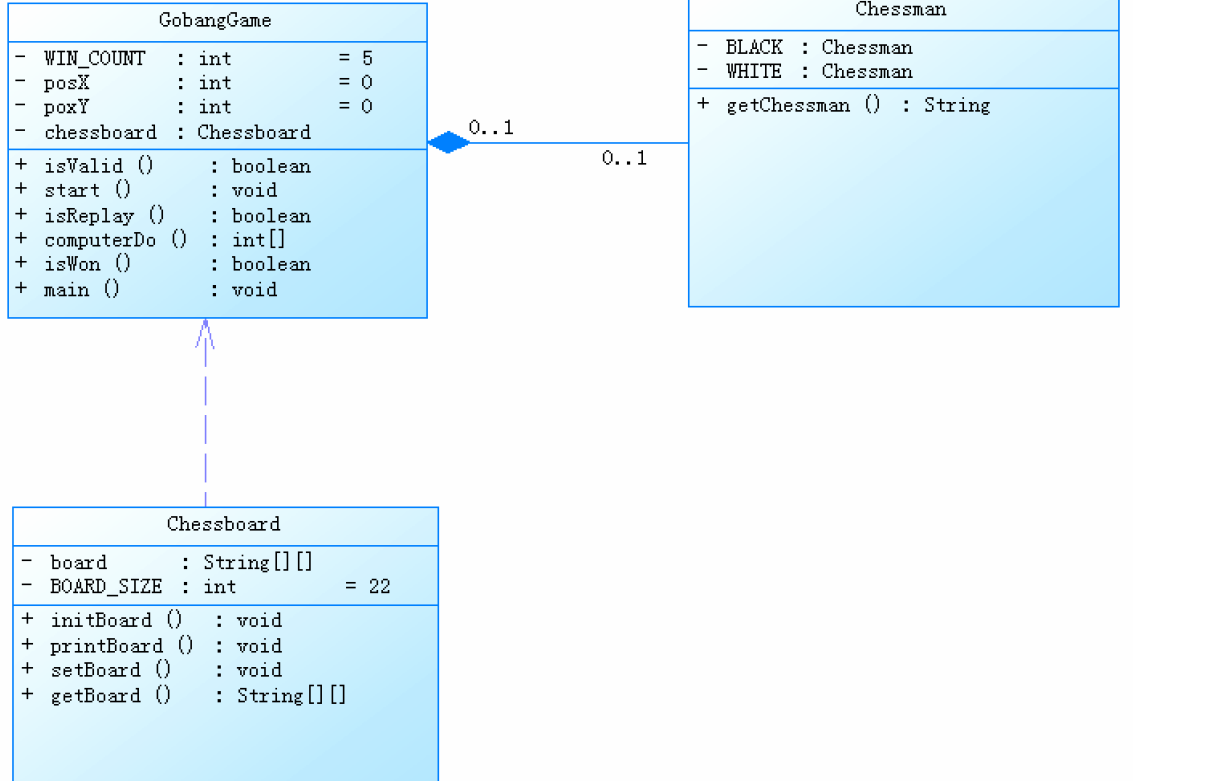 GobangGame
- WIN_COUNT : int = 5
- posX : int = 0
- poxY : int = 0
- chessboard : Chessboard
+ isValid () : boolean
+ start () : void
+ isReplay () : boolean
+ computerDo () : int[]
+ isWon () : boolean
+ main () : void
0..1
0..1
Chessman
- BLACK : Chessman
- WHITE : Chessman
+ getChessman () : String
Chessboard
- board : String[][]
- BOARD_SIZE : int = 22
+ initBoard () : void
+ printBoard () : void
+ setBoard () : void
+ getBoard () : String[][]